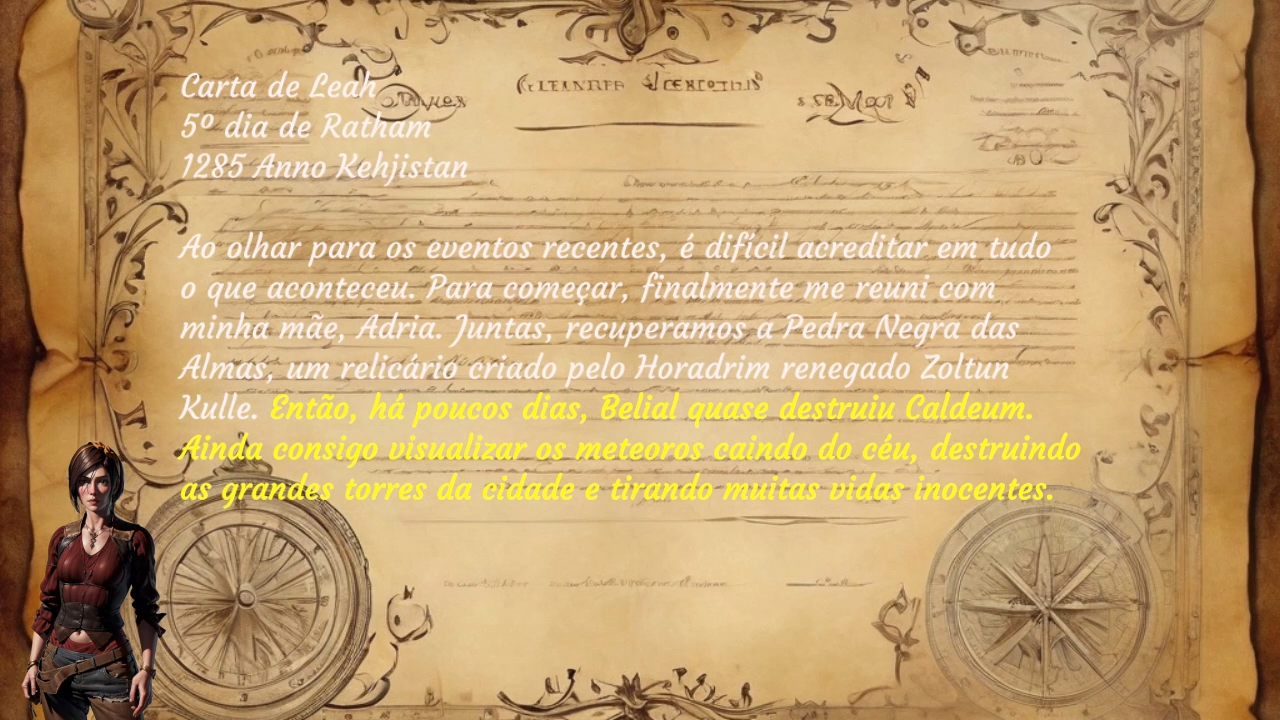 Carta de Leah
5º dia de Ratham
1285 Anno Kehjistan
Ao olhar para os eventos recentes, é difícil acreditar em tudo
o que aconteceu. Para começar, finalmente me reuni com
minha mãe, Adria. Juntas, recuperamos a Pedra Negra das
Almas, um relicário criado pelo Horadrim renegado Zoltun
Kulle. Então, há poucos dias, Belial quase destruiu Caldeum.
Ainda consigo visualizar os meteoros caindo do céu, destruindo
as grandes torres da cidade e tirando muitas vidas inocentes.